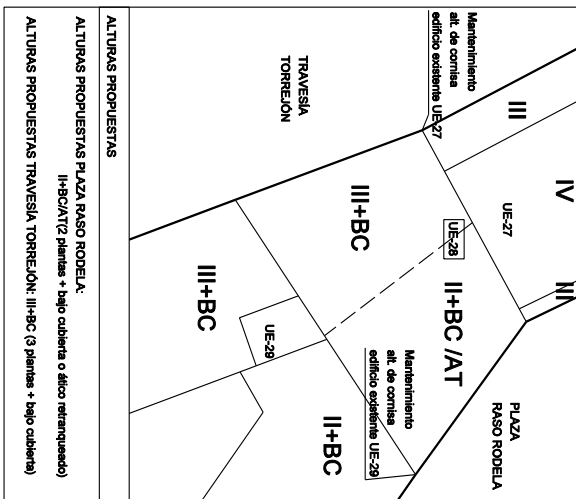 Mantenimiento
alt. de cornisa
edificio existente UE-27
III
IV
III
UE-27
TRAVESÍA
TORREJÓN
III+BC
UE-28
II+BC /AT
PLAZA
RASO RODELA
III+BC
UE-29
Mantenimiento
alt. de cornisa
edificio existente UE-29
II+BC
ALTURAS PROPUESTAS
ALTURAS PROPUESTAS PLAZA RASO RODELA:
II+BC/AT(2 plantas + bajo cubierta o ático retranqueado)
ALTURAS PROPUESTAS TRAVESÍA TORREJÓN: III+BC (3 plantas + bajo cubierta)